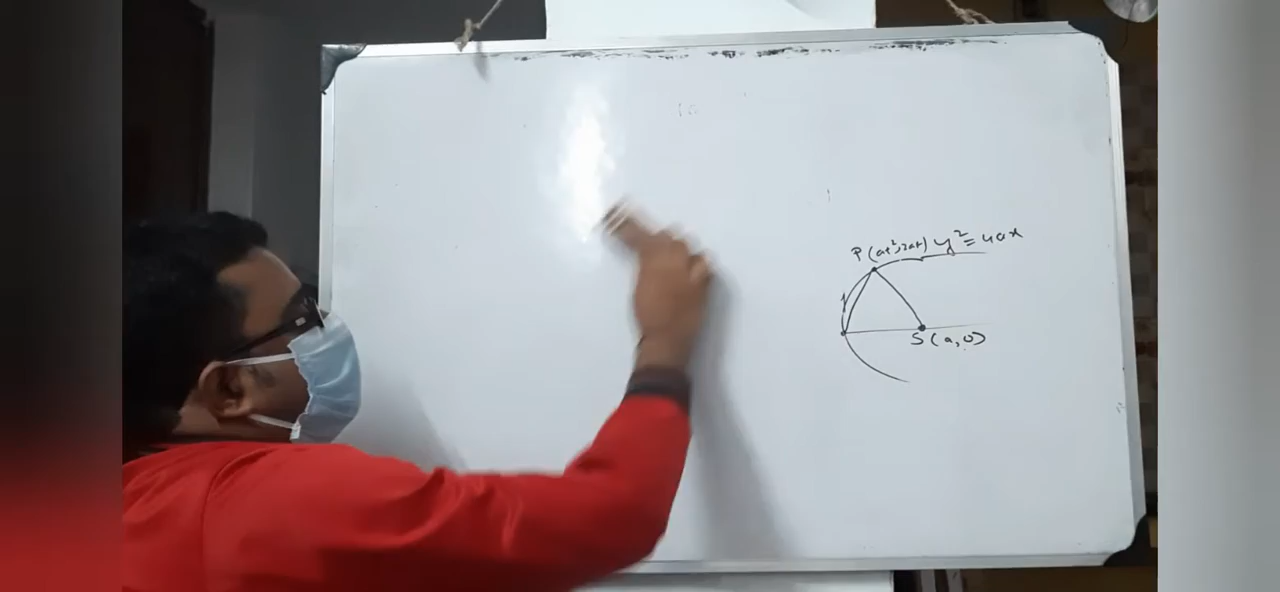 P(at²,2at) y² = 4ax
S(a,0)